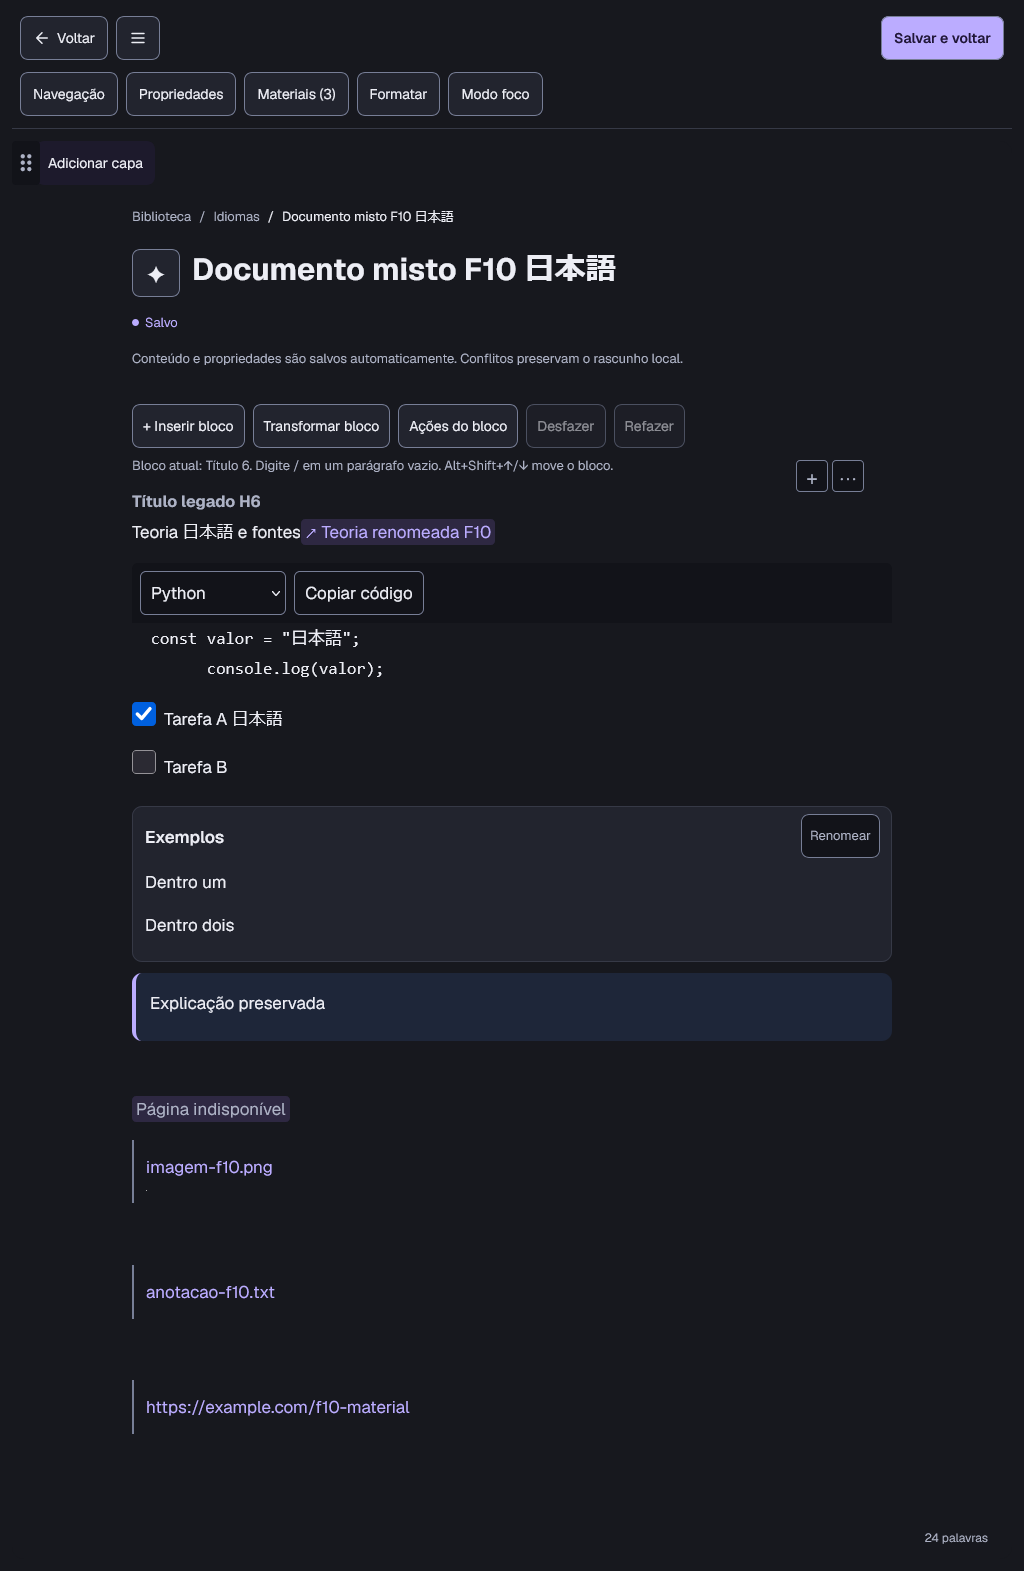 ← Voltar
Salvar e voltar
Navegação
Propriedades
Materiais (3)
Formatar
Modo foco
Adicionar capa
Biblioteca / Idiomas / Documento misto F10 日本語
Documento misto F10 日本語
Salvo
Conteúdo e propriedades são salvos automaticamente. Conflitos preservam o rascunho local.
+ Inserir bloco
Transformar bloco
Ações do bloco
Desfazer
Refazer
Bloco atual: Título 6. Digite / em um parágrafo vazio. Alt+Shift+↑/↓ move o bloco.
+ ...
Título legado H6
Teoria 日本語 e fontes ↗ Teoria renomeada F10
Python
Copiar código
const valor = "日本語";
console.log(valor);
Tarefa A 日本語
Tarefa B
Exemplos
Renomear
Dentro um
Dentro dois
Explicação preservada
Página indisponível
imagem-f10.png
anotacao-f10.txt
https://example.com/f10-material
24 palavras